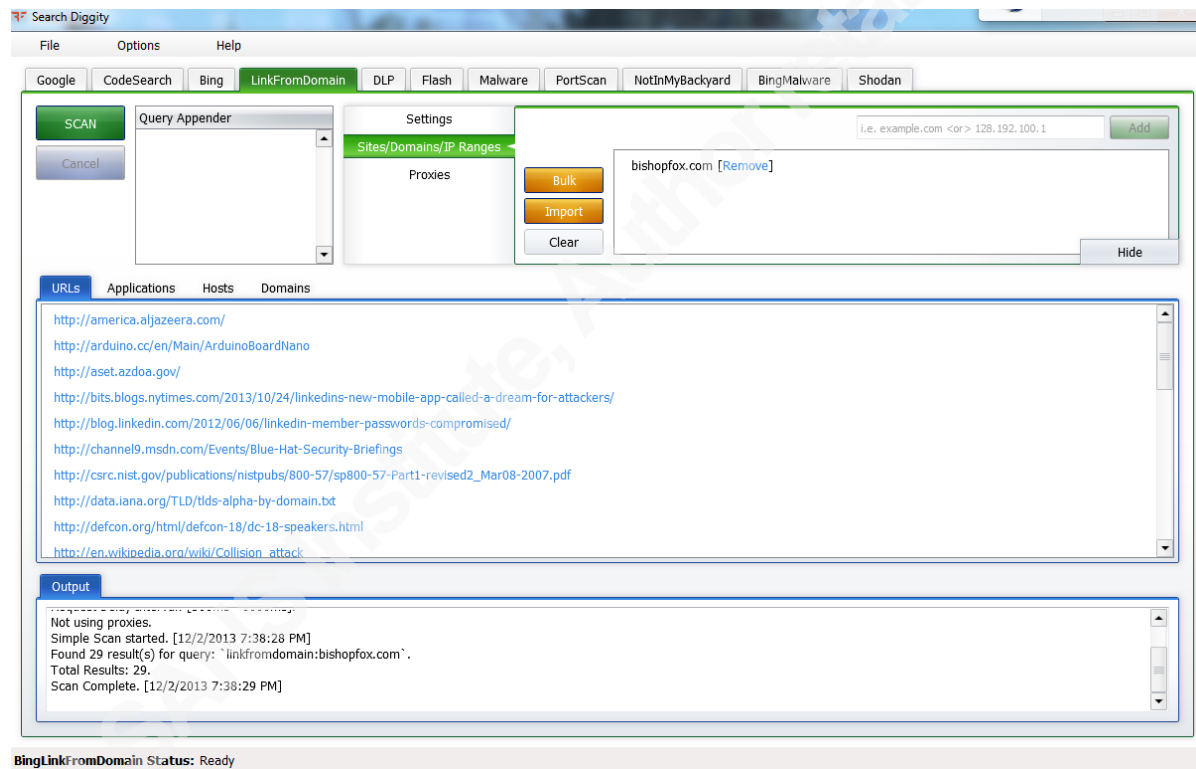 Search Diggity
File Options Help
Google CodeSearch Bing LinkFromDomain DLP Flash Malware PortScan NotInMyBackyard BingMalware Shodan
SCAN
Cancel
Query Appender
Settings
Sites/Domains/IP Ranges
Proxies
i.e. example.com <or> 128.192.100.1 Add
Bulk
Import
Clear
bishopfox.com [Remove]
Hide
URLs Applications Hosts Domains
http://america.aljazeera.com/
http://arduino.cc/en/Main/ArduinoBoardNano
http://aset.azdoa.gov/
http://bits.blogs.nytimes.com/2013/10/24/linkedins-new-mobile-app-called-a-dream-for-attackers/
http://blog.linkedin.com/2012/06/06/linkedin-member-passwords-compromised/
http://channel9.msdn.com/Events/Blue-Hat-Security-Briefings
http://csrc.nist.gov/publications/nistpubs/800-57/sp800-57-Part1-revised2_Mar08-2007.pdf
http://data.iana.org/TLD/tlds-alpha-by-domain.txt
http://defcon.org/html/defcon-18/dc-18-speakers.html
http://en.wikipedia.org/wiki/Collision_attack
Output
Not using proxies.
Simple Scan started. [12/2/2013 7:38:28 PM]
Found 29 result(s) for query: `linkfromdomain:bishopfox.com`.
Total Results: 29.
Scan Complete. [12/2/2013 7:38:29 PM]
BingLinkFromDomain Status: Ready
Institute, Author